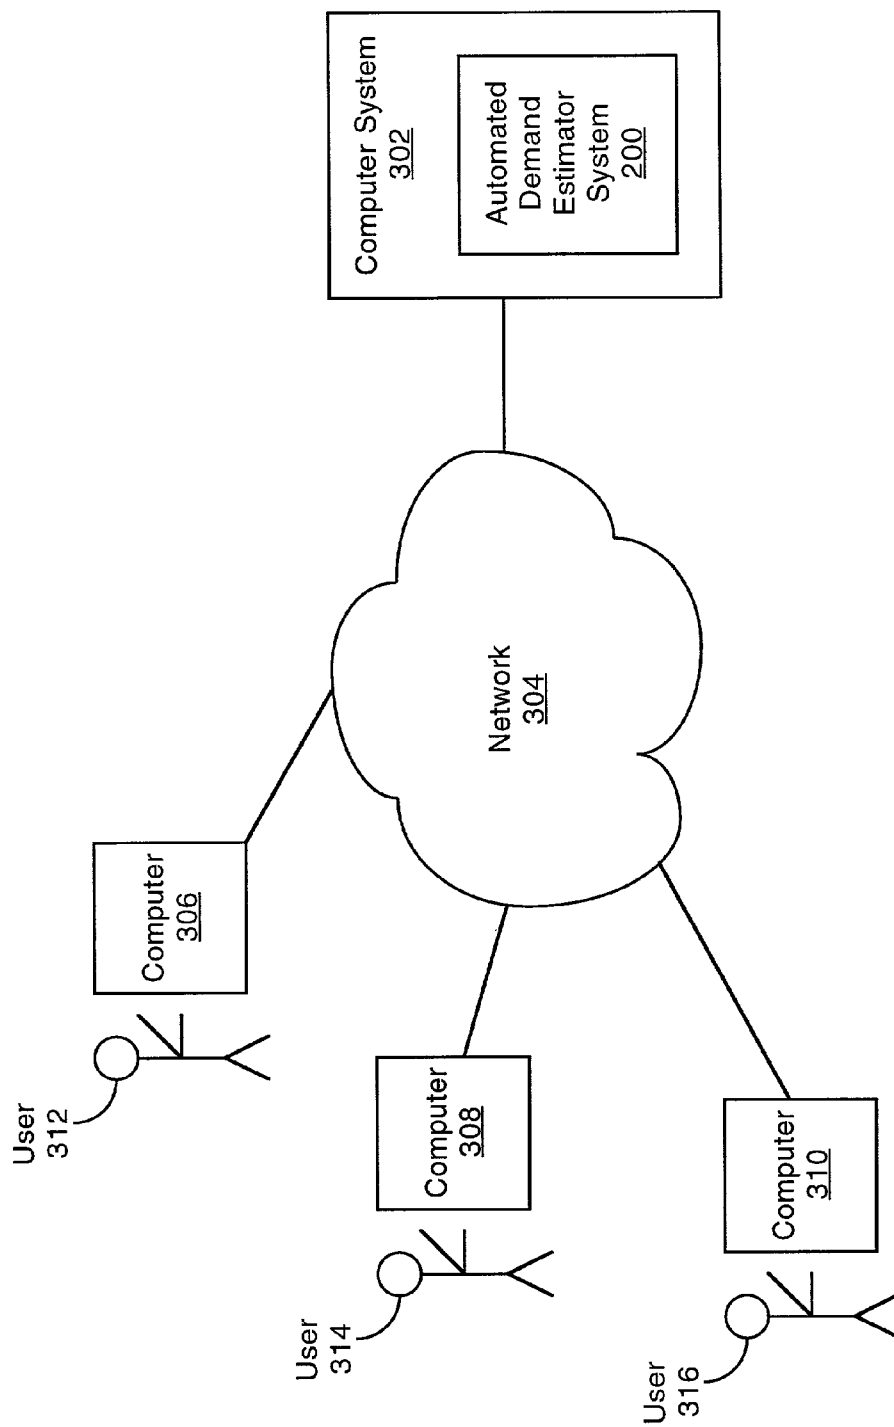 User
312
Computer
306
User
314
Computer
308
User
316
Computer
310
Network
304
Computer System
302
Automated
Demand
Estimator
System
200